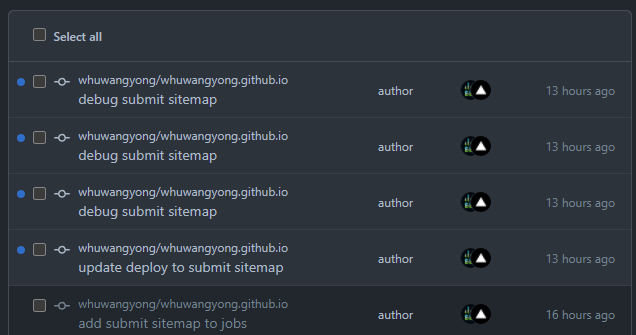 Select all
whuwangyong/whuwangyong.github.io
debug submit sitemap
author
13 hours ago
whuwangyong/whuwangyong.github.io
debug submit sitemap
author
13 hours ago
whuwangyong/whuwangyong.github.io
debug submit sitemap
author
13 hours ago
whuwangyong/whuwangyong.github.io
update deploy to submit sitemap
author
13 hours ago
whuwangyong/whuwangyong.github.io
add submit sitemap to jobs
author
16 hours ago